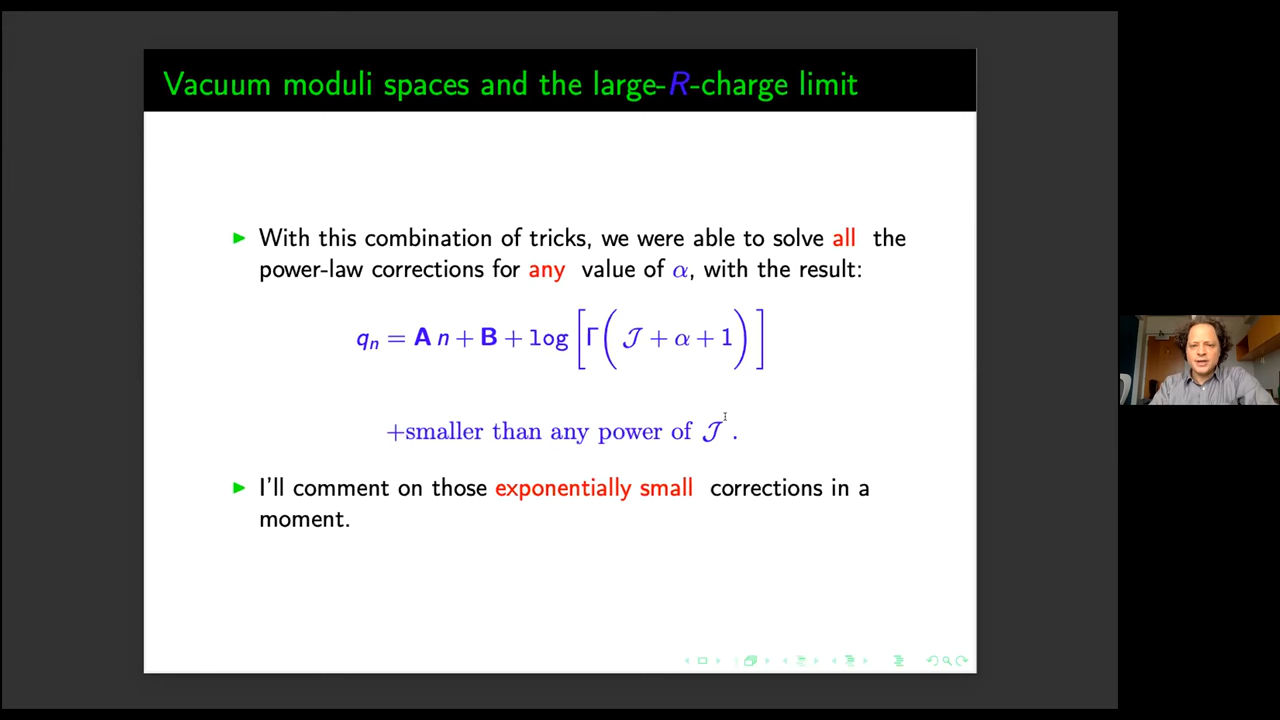 Vacuum moduli spaces and the large-R-charge limit
With this combination of tricks, we were able to solve all the
power-law corrections for any value of α, with the result:
qₙ = A n + B + log [Γ(𝒥 + α + 1)]
+smaller than any power of 𝒥 .
I'll comment on those exponentially small corrections in a
moment.